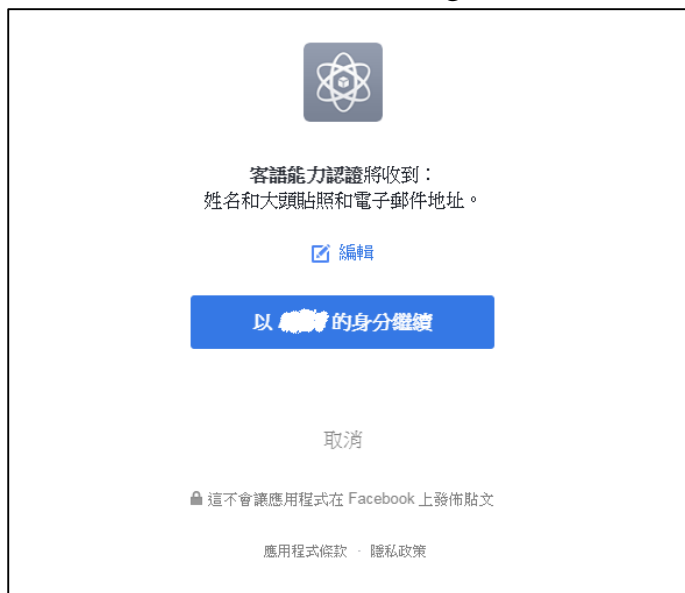 客語能力認證將收到：
姓名和大頭貼照和電子郵件地址。
編輯
以 的身分繼續
取消
這不會讓應用程式在 Facebook 上發佈貼文
應用程式條款 · 隱私政策